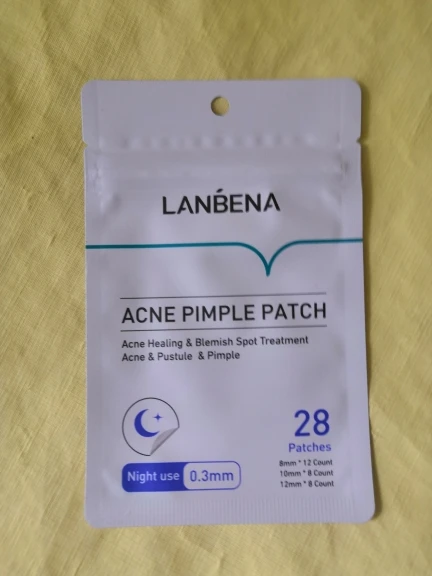 LANBENA
ACNE PIMPLE PATCH
Acne Healing & Blemish Spot Treatment
Acne & Pustule & Pimple
28
Patches
Night use 0.3mm
8mm * 12 Count
10mm * 8 Count
12mm * 8 Count